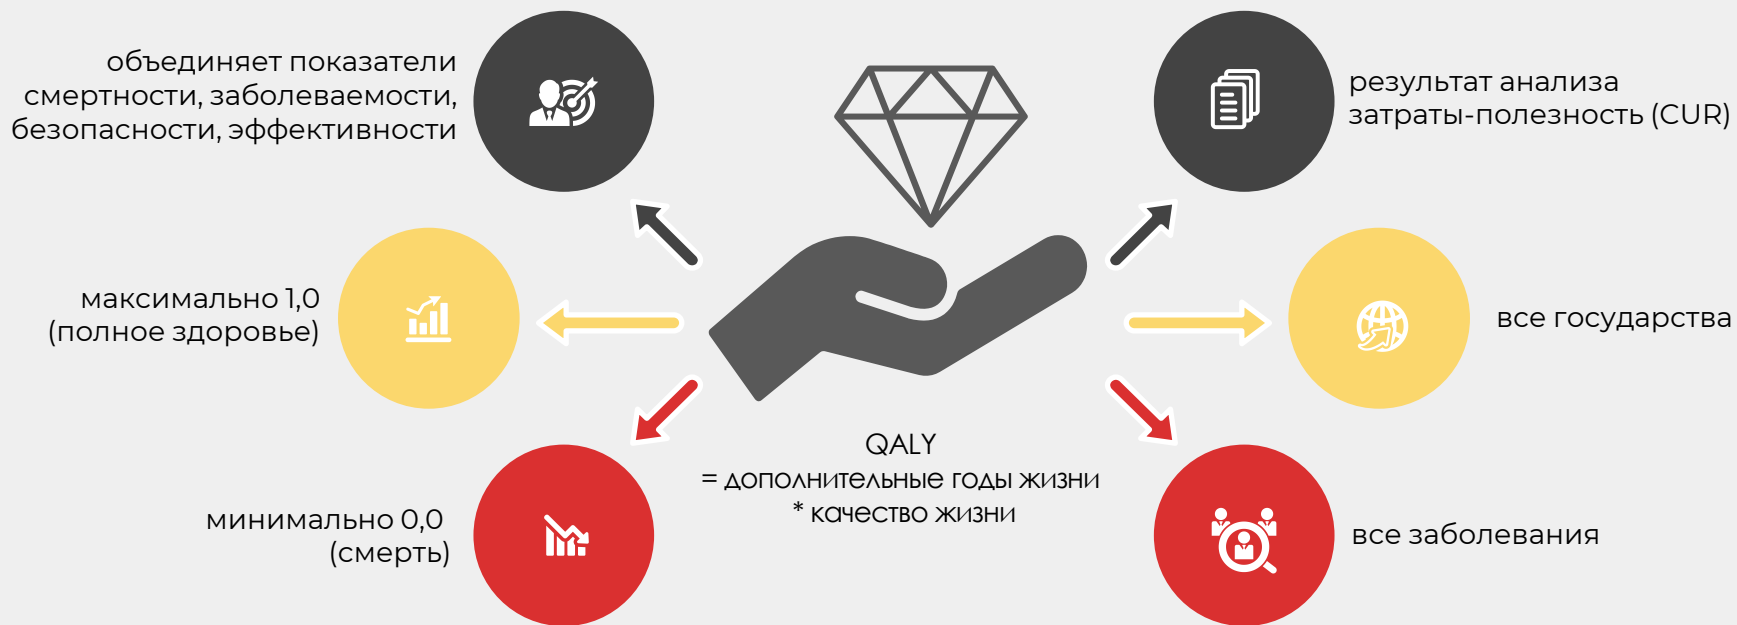 объединяет показатели
смертности, заболеваемости,
безопасности, эффективности
результат анализа
затраты-полезность (CUR)
максимально 1,0
(полное здоровье)
все государства
QALY
= дополнительные годы жизни
* качество жизни
минимально 0,0
(смерть)
все заболевания